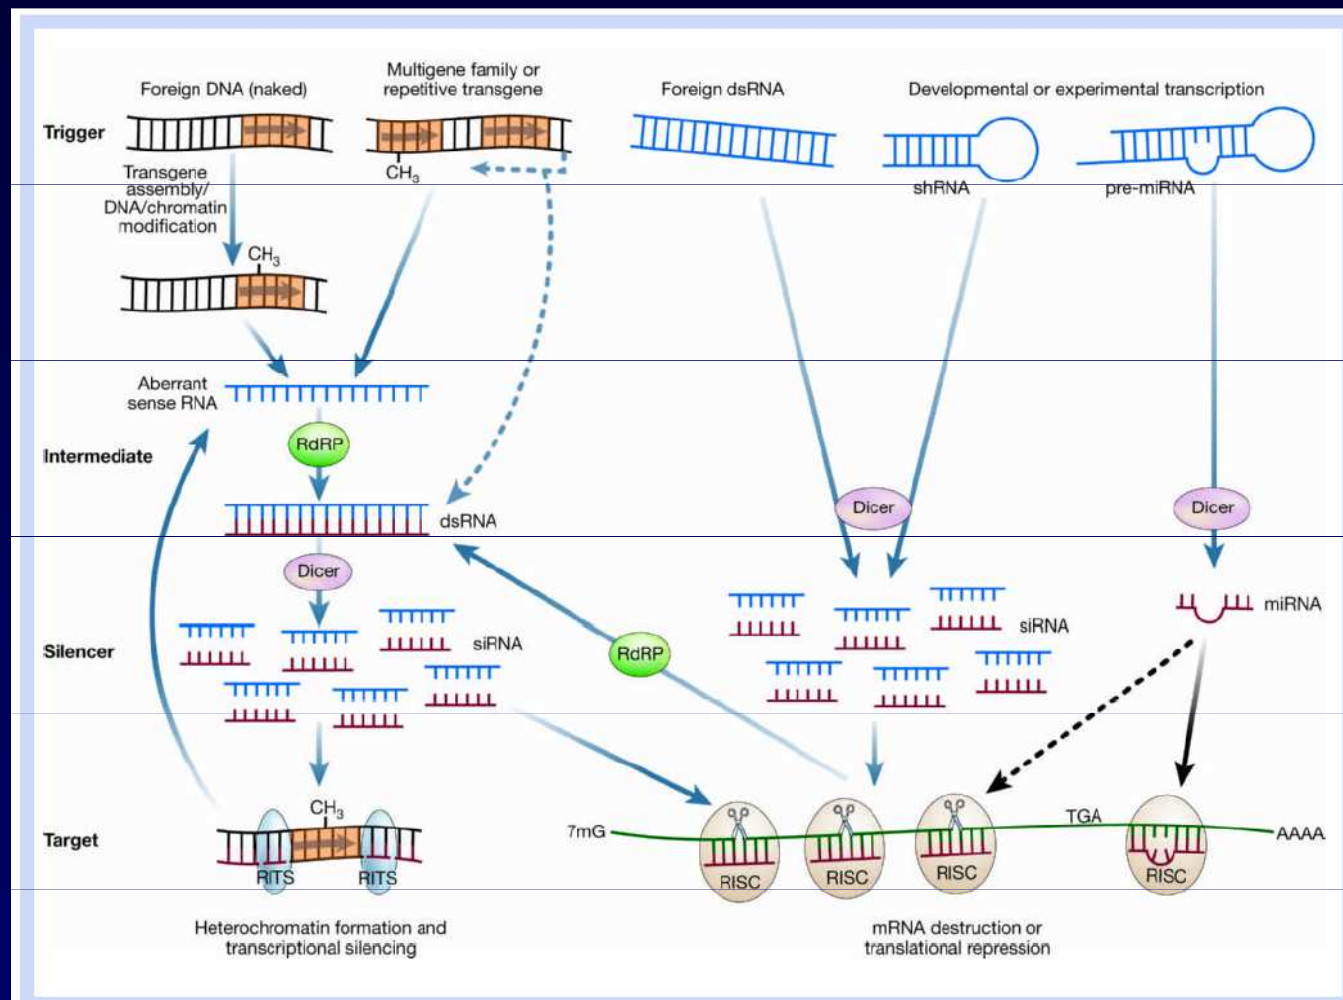 Foreign DNA (naked)
Multigene family or
repetitive transgene
Foreign dsRNA
Developmental or experimental transcription
Trigger
CH3
Transgene
assembly/
DNA/chromatin
modification
shRNA
pre-miRNA
CH3
Aberrant
sense RNA
RdRP
Intermediate
dsRNA
Dicer
Dicer
Dicer
Silencer
siRNA
RdRP
siRNA
miRNA
Target
CH3
RITS
RITS
7mG
RISC
RISC
RISC
TGA
RISC
AAAA
Heterochromatin formation and
transcriptional silencing
mRNA destruction or
translational repression